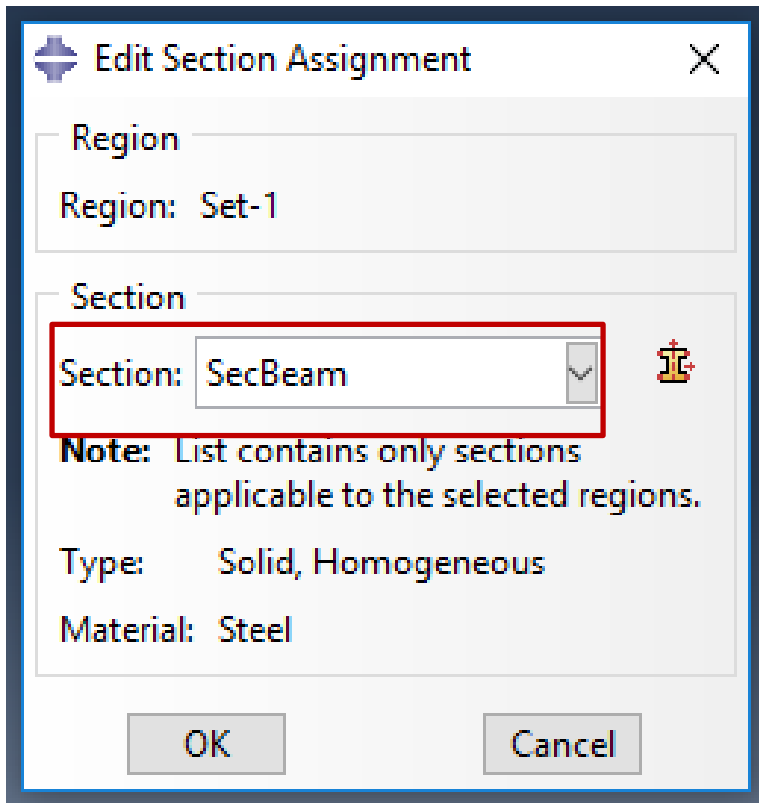 Edit Section Assignment
Region
Region: Set-1
Section
Section: SecBeam
Note: List contains only sections
applicable to the selected regions.
Type: Solid, Homogeneous
Material: Steel
OK Cancel